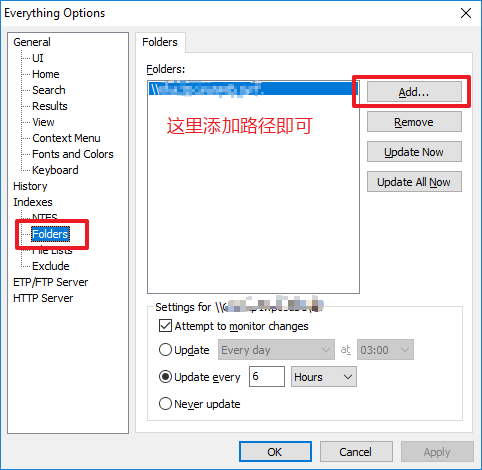 Everything Options
General
UI
Home
Search
Results
View
Context Menu
Fonts and Colors
Keyboard
History
Indexes
NTFS
Folders
File Lists
Exclude
ETP/FTP Server
HTTP Server
Folders
Folders:
这里添加路径即可
Add...
Remove
Update Now
Update All Now
Settings for
Attempt to monitor changes
Update Every day at 03:00
Update every 6 Hours
Never update
OK Cancel Apply